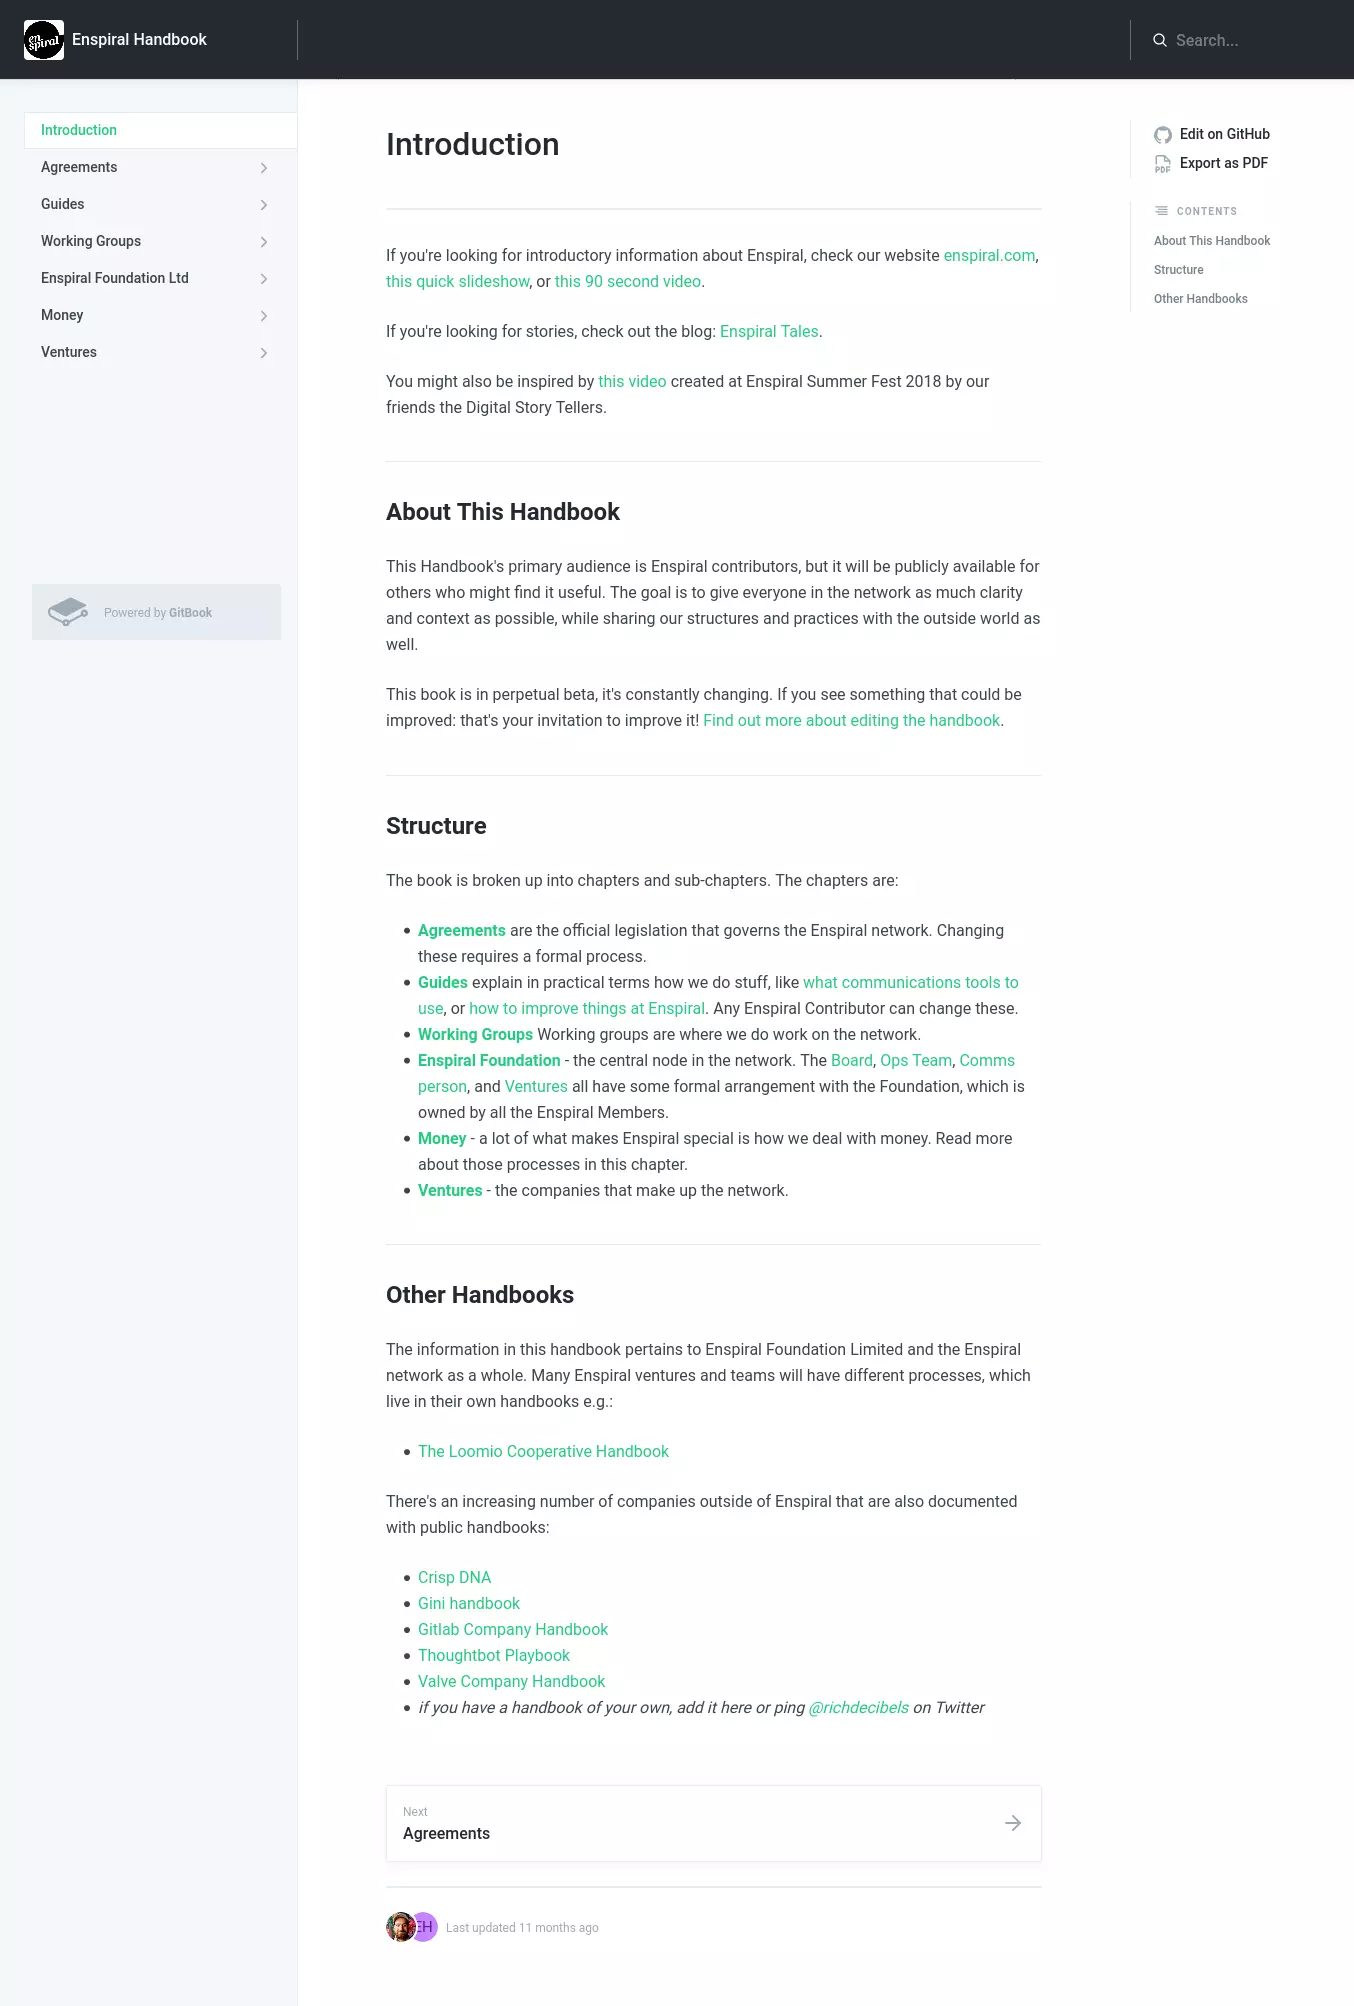 enspiral
Enspiral Handbook
Search...
Introduction
Agreements
Guides
Working Groups
Enspiral Foundation Ltd
Money
Ventures
Powered by GitBook
Introduction
If you're looking for introductory information about Enspiral, check our website enspiral.com,
this quick slideshow, or this 90 second video.
If you're looking for stories, check out the blog: Enspiral Tales.
You might also be inspired by this video created at Enspiral Summer Fest 2018 by our
friends the Digital Story Tellers.
About This Handbook
This Handbook's primary audience is Enspiral contributors, but it will be publicly available for
others who might find it useful. The goal is to give everyone in the network as much clarity
and context as possible, while sharing our structures and practices with the outside world as
well.
This book is in perpetual beta, it's constantly changing. If you see something that could be
improved: that's your invitation to improve it! Find out more about editing the handbook.
Structure
The book is broken up into chapters and sub-chapters. The chapters are:
• Agreements are the official legislation that governs the Enspiral network. Changing
these requires a formal process.
• Guides explain in practical terms how we do stuff, like what communications tools to
use, or how to improve things at Enspiral. Any Enspiral Contributor can change these.
• Working Groups Working groups are where we do work on the network.
• Enspiral Foundation - the central node in the network. The Board, Ops Team, Comms
person, and Ventures all have some formal arrangement with the Foundation, which is
owned by all the Enspiral Members.
• Money - a lot of what makes Enspiral special is how we deal with money. Read more
about those processes in this chapter.
• Ventures - the companies that make up the network.
Other Handbooks
The information in this handbook pertains to Enspiral Foundation Limited and the Enspiral
network as a whole. Many Enspiral ventures and teams will have different processes, which
live in their own handbooks e.g.:
• The Loomio Cooperative Handbook
There's an increasing number of companies outside of Enspiral that are also documented
with public handbooks:
• Crisp DNA
• Gini handbook
• Gitlab Company Handbook
• Thoughtbot Playbook
• Valve Company Handbook
• if you have a handbook of your own, add it here or ping @richdecibels on Twitter
Next
Agreements
EH
Last updated 11 months ago
Edit on GitHub
PDF Export as PDF
CONTENTS
About This Handbook
Structure
Other Handbooks